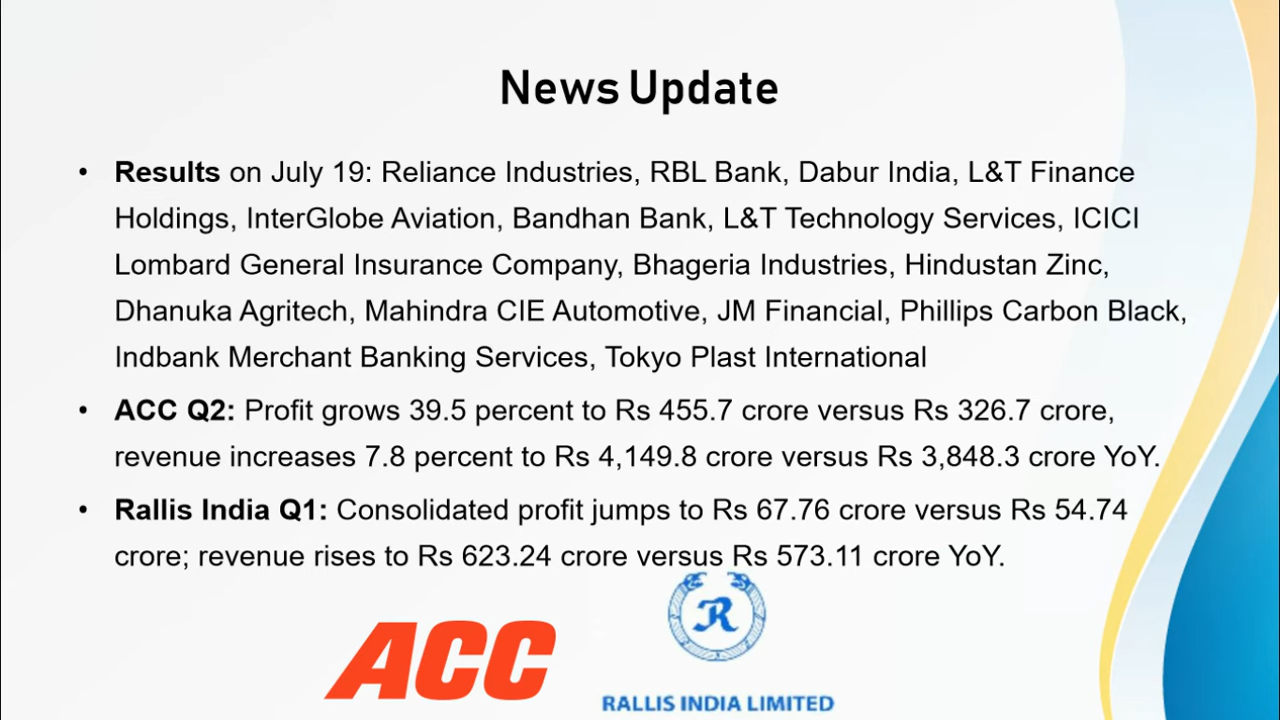 News Update
• Results on July 19: Reliance Industries, RBL Bank, Dabur India, L&T Finance
Holdings, InterGlobe Aviation, Bandhan Bank, L&T Technology Services, ICICI
Lombard General Insurance Company, Bhageria Industries, Hindustan Zinc,
Dhanuka Agritech, Mahindra CIE Automotive, JM Financial, Phillips Carbon Black,
Indbank Merchant Banking Services, Tokyo Plast International
• ACC Q2: Profit grows 39.5 percent to Rs 455.7 crore versus Rs 326.7 crore,
revenue increases 7.8 percent to Rs 4,149.8 crore versus Rs 3,848.3 crore YoY.
• Rallis India Q1: Consolidated profit jumps to Rs 67.76 crore versus Rs 54.74
crore; revenue rises to Rs 623.24 crore versus Rs 573.11 crore YoY.
R
ACC
RALLIS INDIA LIMITED